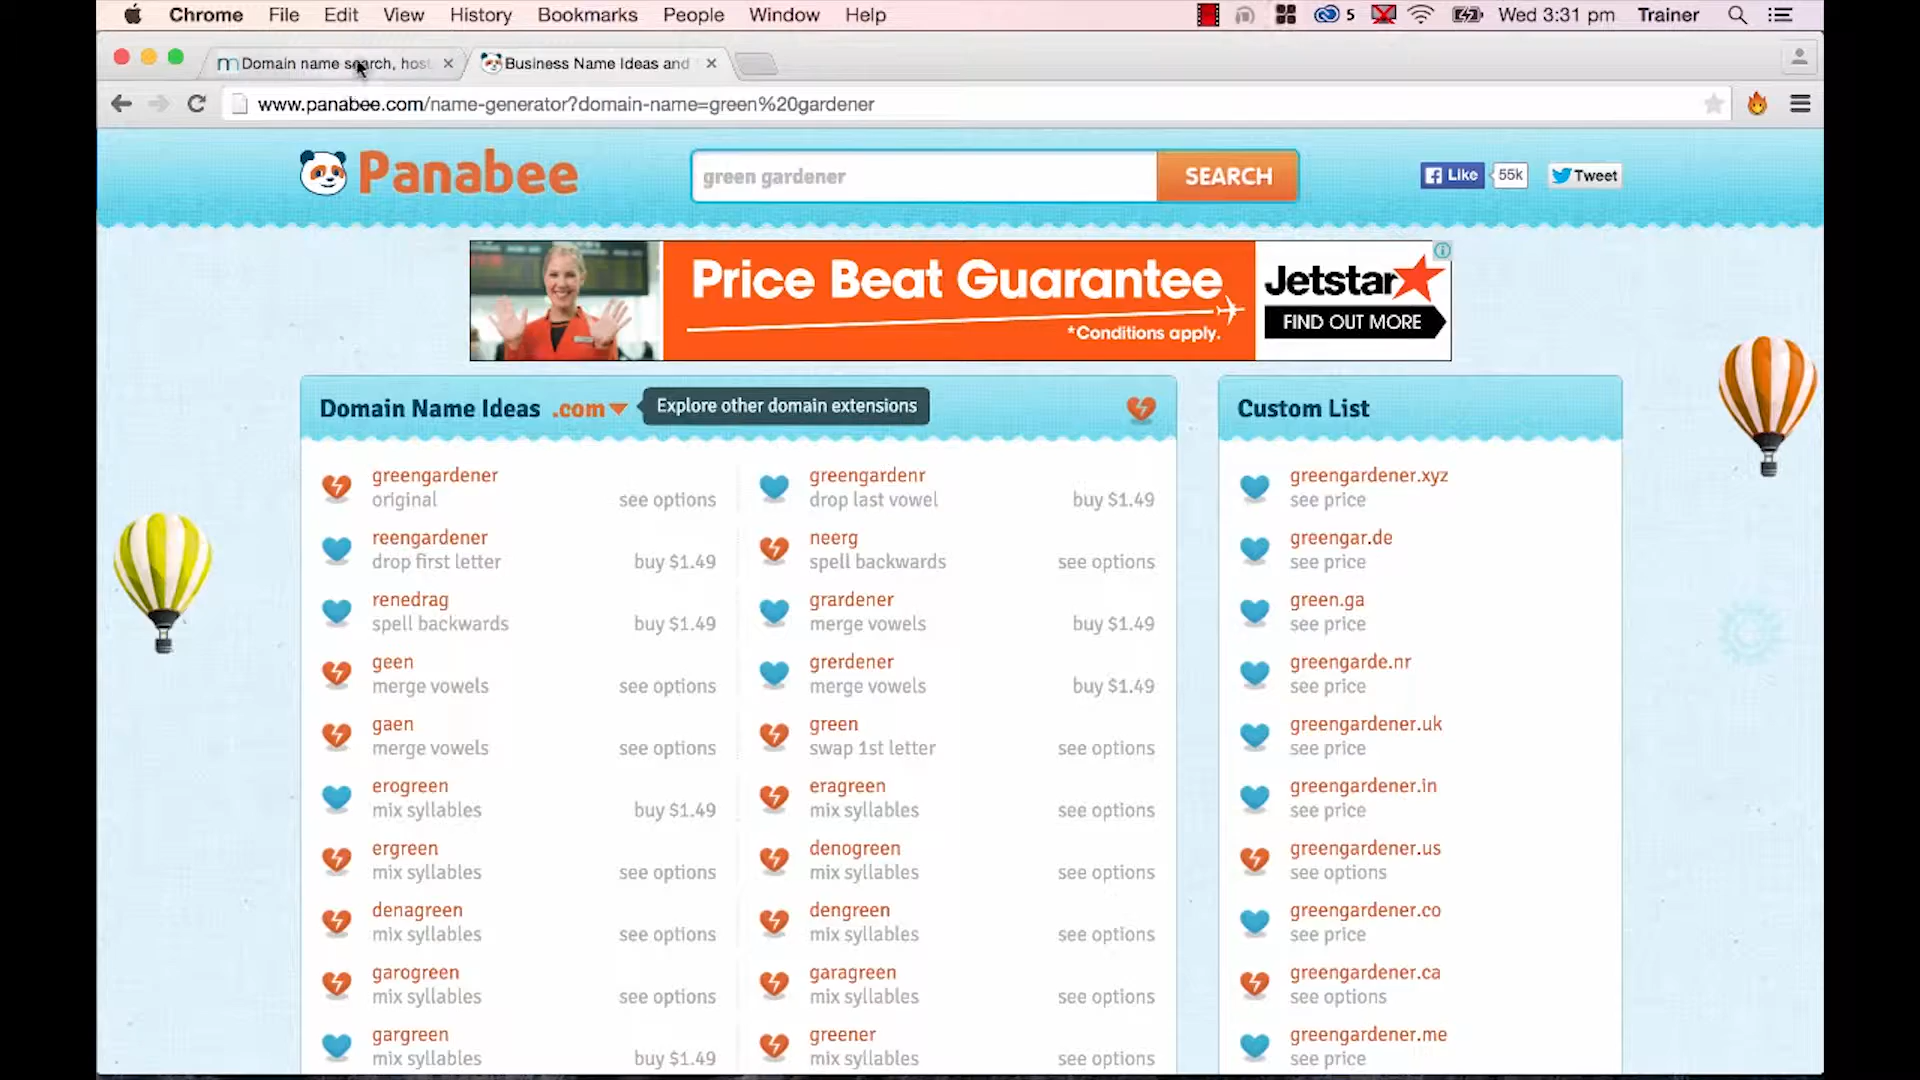 Chrome File Edit View History Bookmarks People Window Help 5 Wed 3:31 pm Trainer
Domain name search, host
Business Name Ideas and
www.panabee.com/name-generator?domain-name=green%20gardener
Panabee
green gardener
SEARCH
Like 55k
Tweet
Price Beat Guarantee
*Conditions apply.
Jetstar
FIND OUT MORE
Domain Name Ideas .com
Explore other domain extensions
greengardener
original see options
greengardenr
drop last vowel buy $1.49
reengardener
drop first letter buy $1.49
neerg
spell backwards see options
renedrag
spell backwards buy $1.49
grardener
merge vowels buy $1.49
geen
merge vowels see options
grerdener
merge vowels buy $1.49
gaen
merge vowels see options
green
swap 1st letter see options
erogreen
mix syllables buy $1.49
eragreen
mix syllables see options
ergreen
mix syllables see options
denogreen
mix syllables see options
denagreen
mix syllables see options
dengreen
mix syllables see options
garogreen
mix syllables see options
garagreen
mix syllables see options
gargreen
mix syllables buy $1.49
greener
mix syllables see options
Custom List
greengardener.xyz
see price
greengar.de
see price
green.ga
see price
greengarde.nr
see price
greengardener.uk
see price
greengardener.in
see price
greengardener.us
see options
greengardener.co
see price
greengardener.ca
see options
greengardener.me
see price